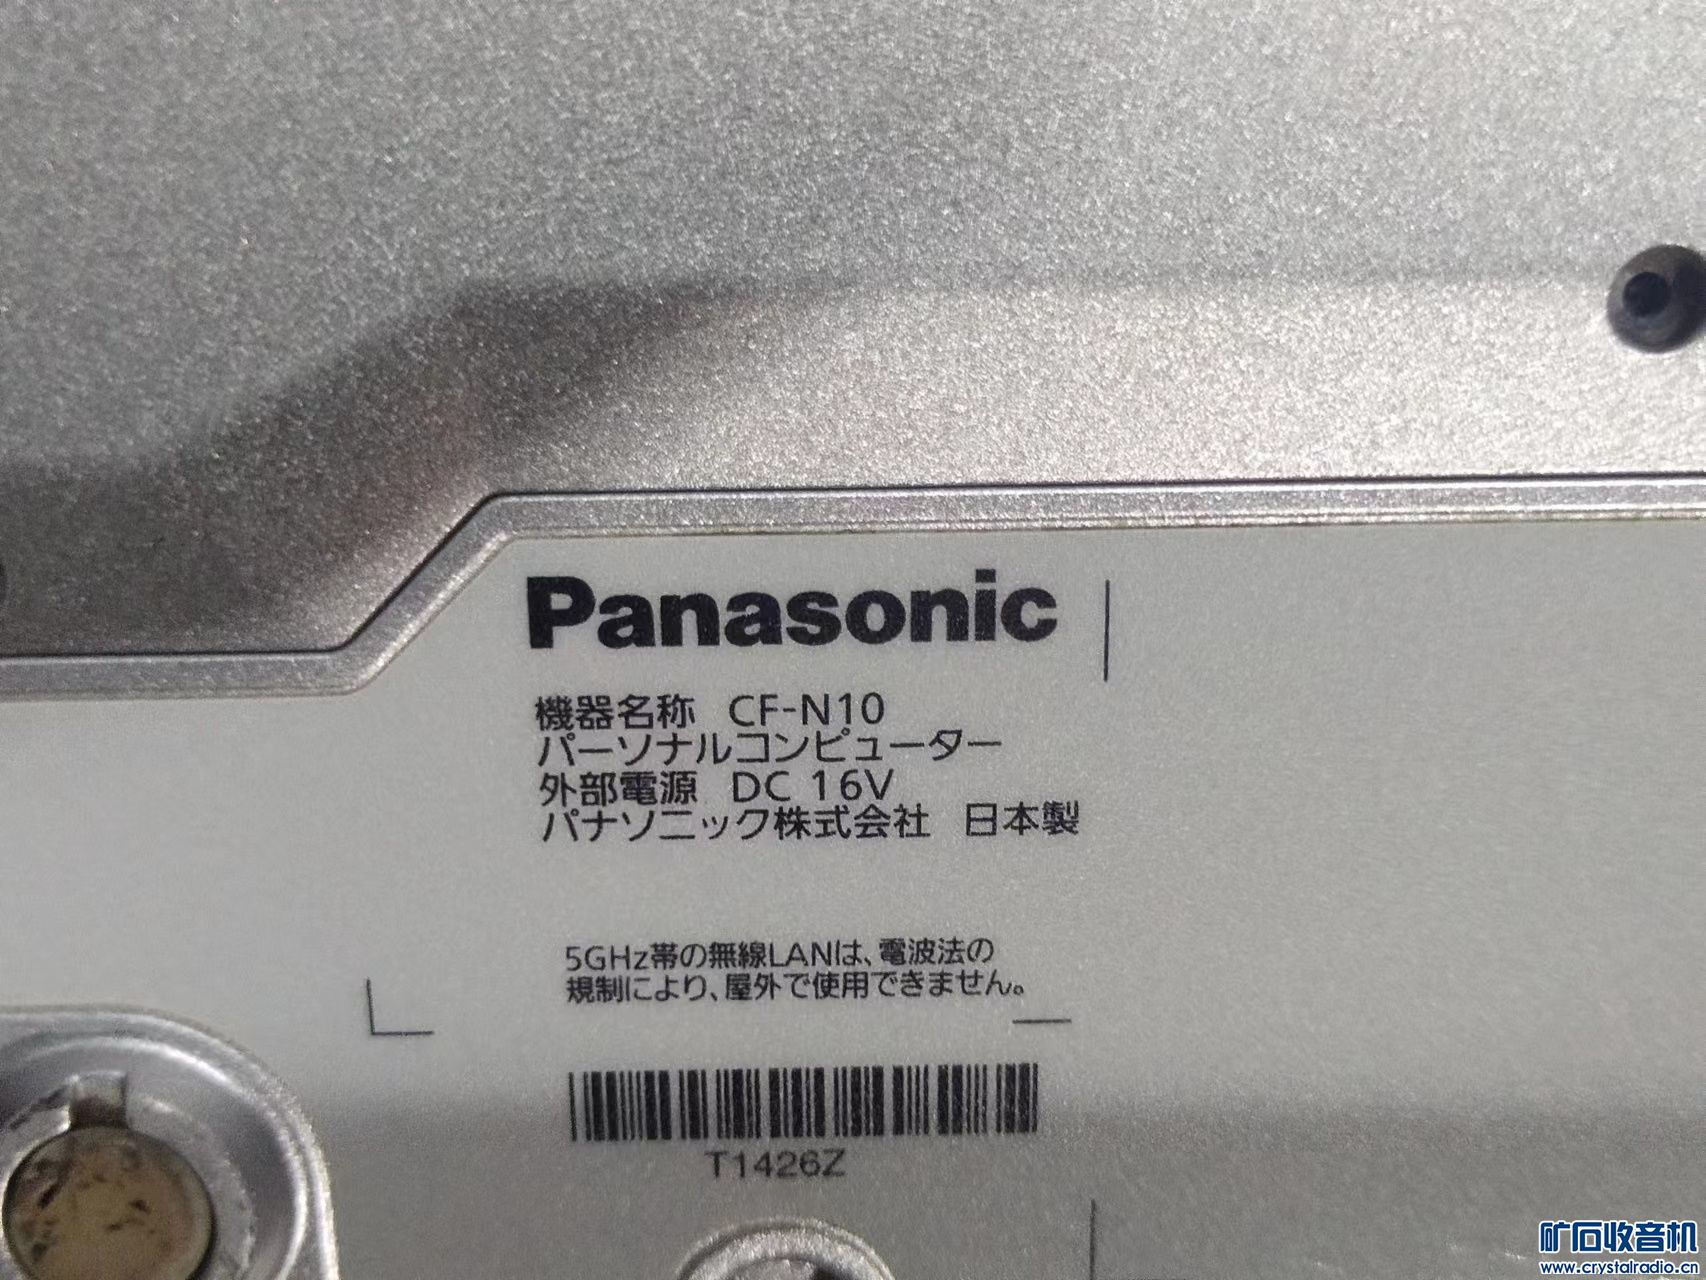 Panasonic
機器名称 CF-N10
パーソナルコンピューター
外部電源 DC 16V
パナソニック株式会社 日本製
5GHz帯の無線LANは、電波法の
規制により、屋外で使用できません。
T1426Z
矿石收音机
www.crystalradio.cn